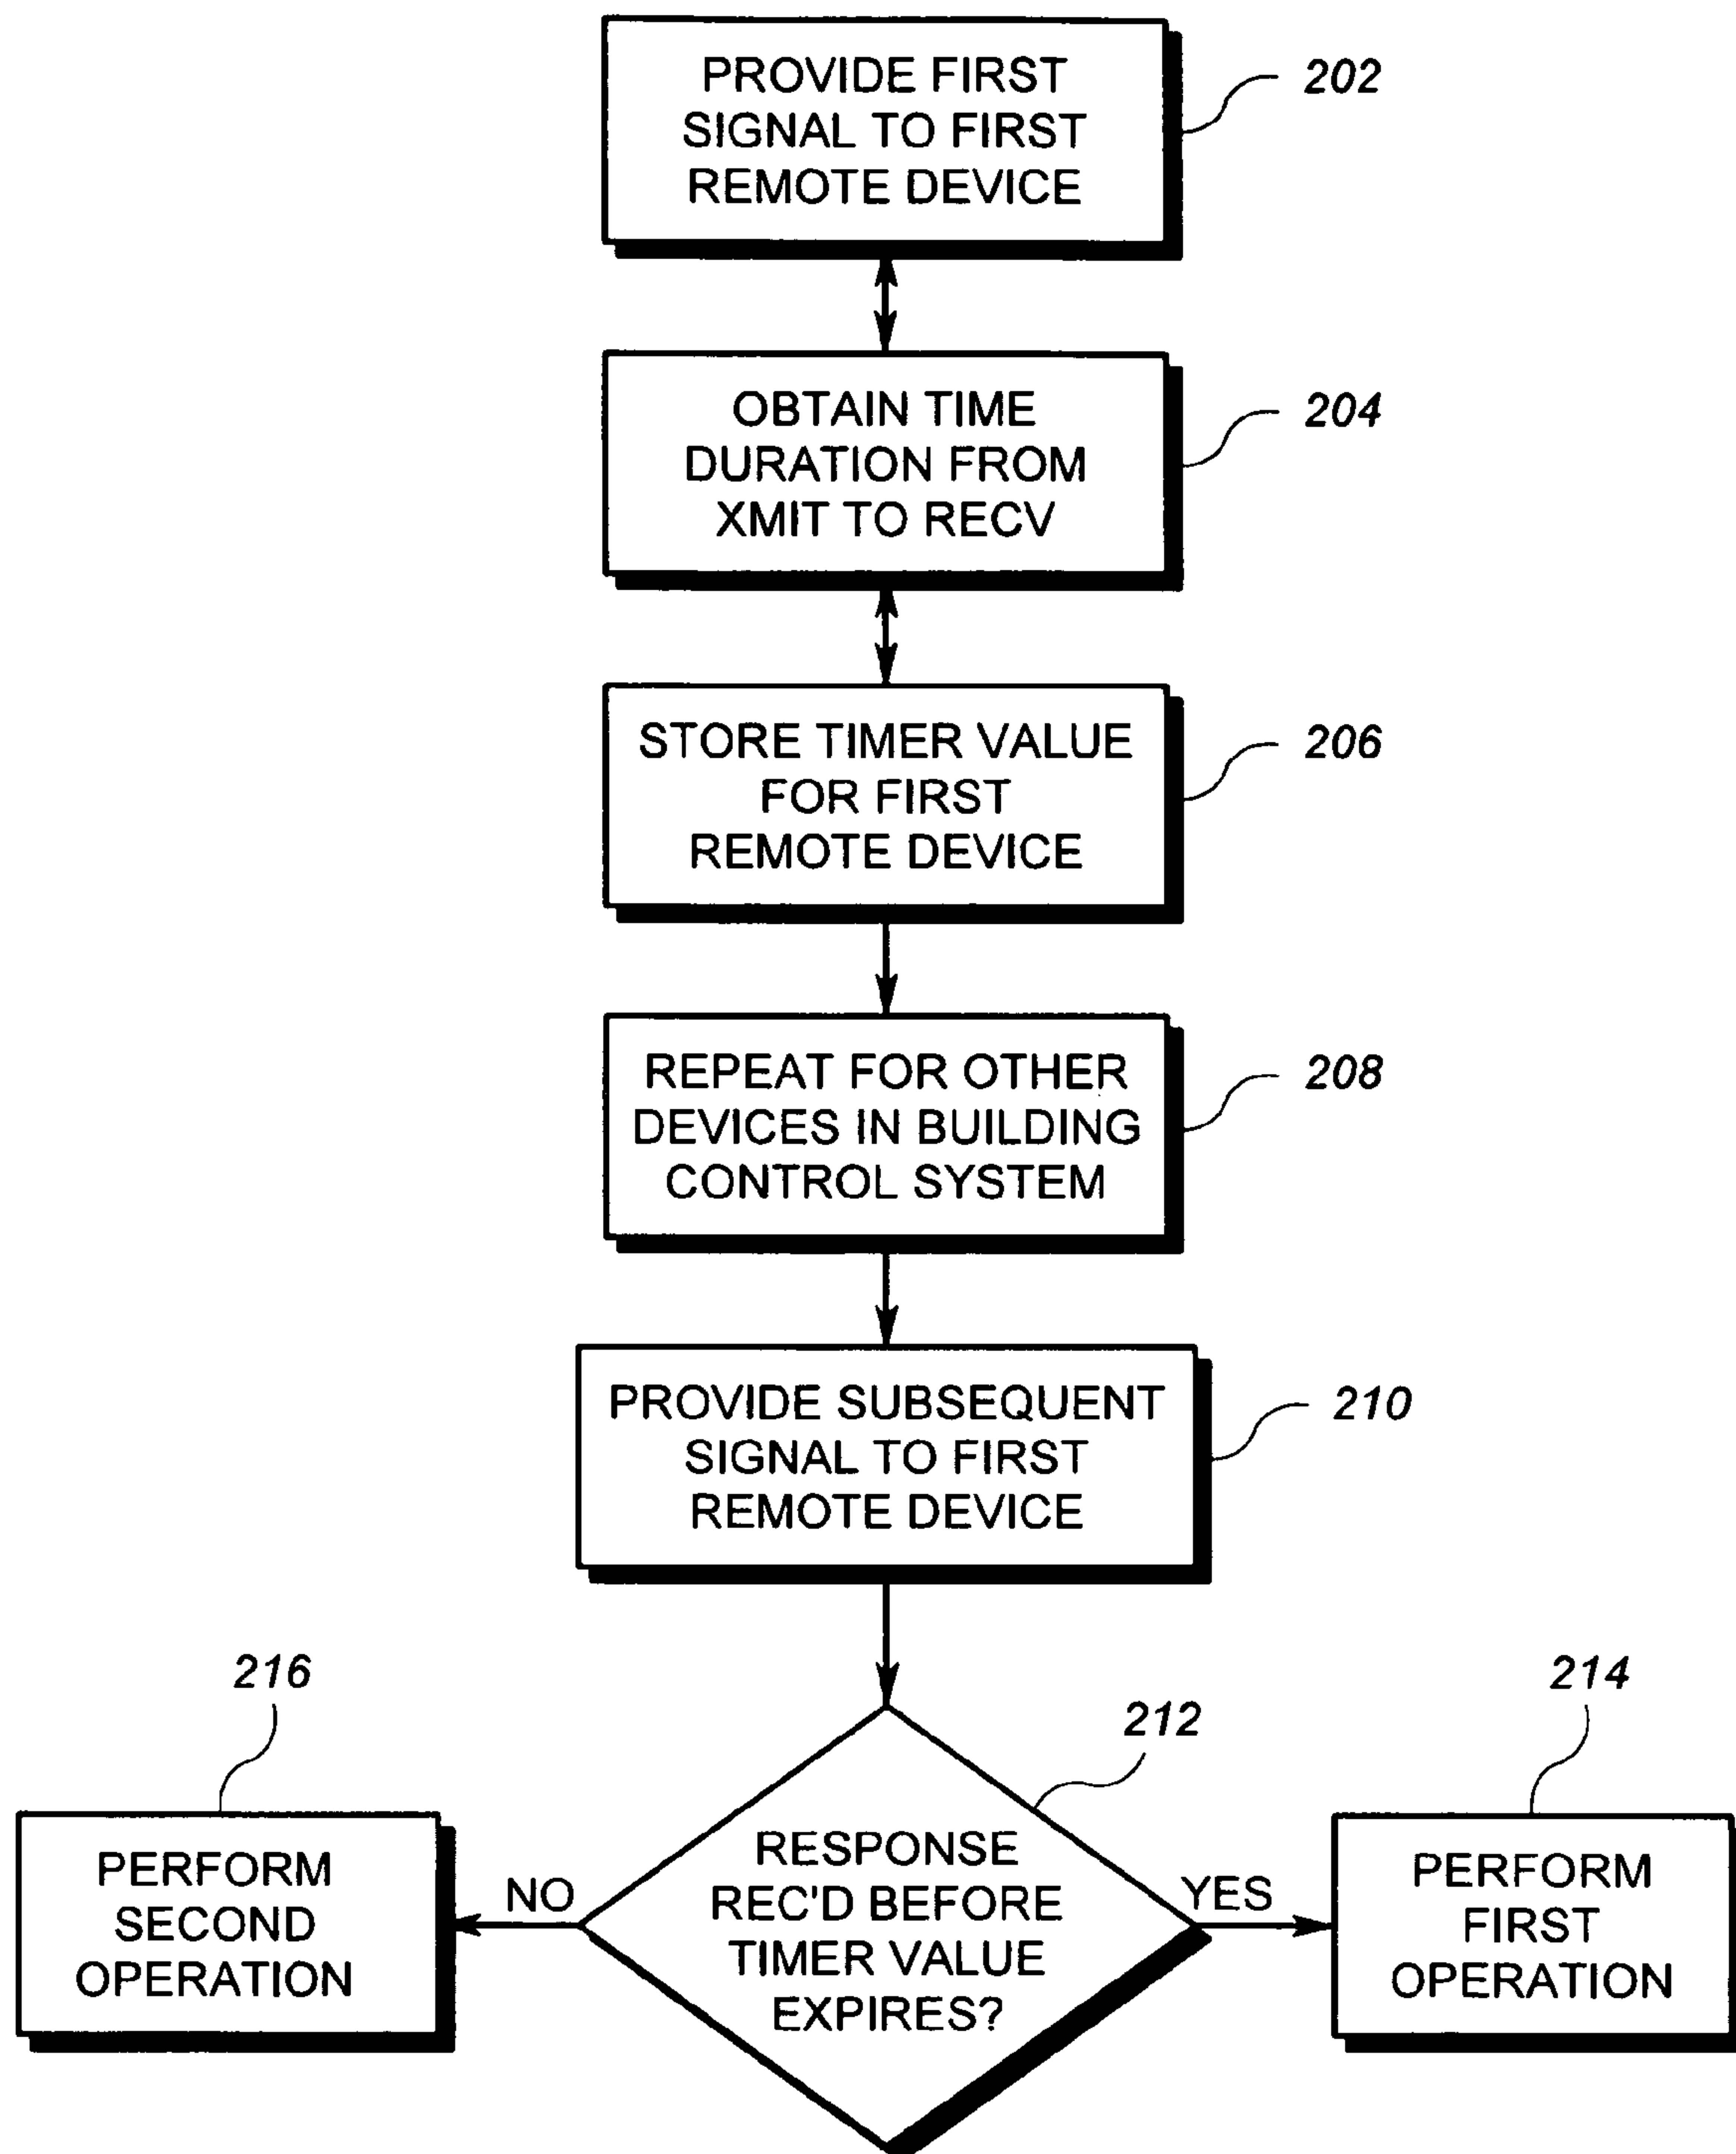 PROVIDE FIRST
SIGNAL TO FIRST
REMOTE DEVICE
202
OBTAIN TIME
DURATION FROM
XMIT TO RECV
204
STORE TIMER VALUE
FOR FIRST
REMOTE DEVICE
206
REPEAT FOR OTHER
DEVICES IN BUILDING
CONTROL SYSTEM
208
PROVIDE SUBSEQUENT
SIGNAL TO FIRST
REMOTE DEVICE
210
216
PERFORM
SECOND
OPERATION
NO
212
RESPONSE
REC'D BEFORE
TIMER VALUE
EXPIRES?
YES
214
PERFORM
FIRST
OPERATION